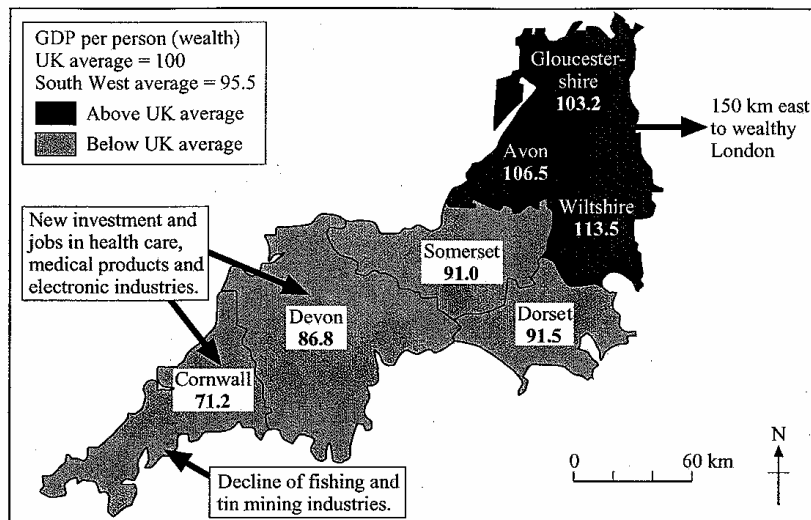 GDP per person (wealth)
UK average = 100
South West average = 95.5
Above UK average
Below UK average
Gloucester-
shire
103.2
150 km east
to wealthy
London
Avon
106.5
Wiltshire
113.5
New investment and
jobs in health care,
medical products and
electronic industries.
Somerset
91.0
Devon
86.8
Dorset
91.5
Cornwall
71.2
Decline of fishing and
tin mining industries.
0 60 km
N